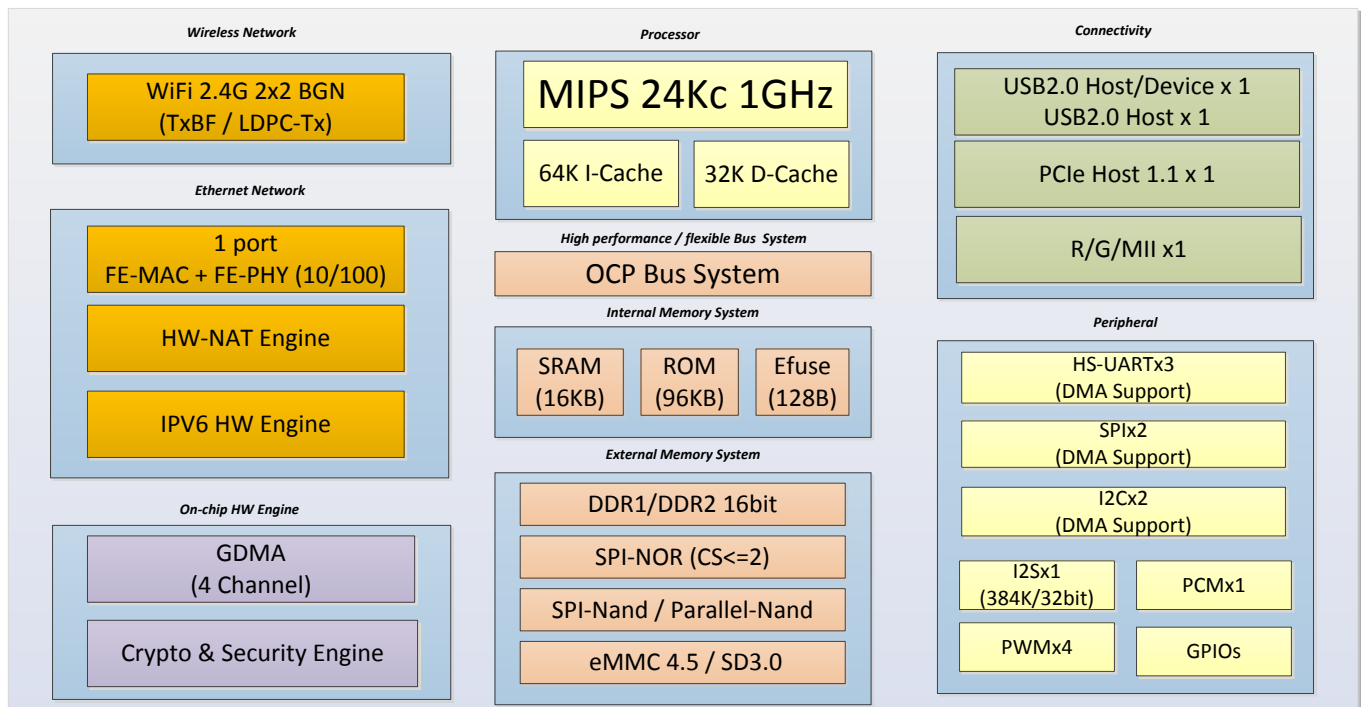 Wireless Network
WiFi 2.4G 2x2 BGN
(TxBF / LDPC-Tx)
Ethernet Network
1 port
FE-MAC + FE-PHY (10/100)
HW-NAT Engine
IPV6 HW Engine
On-chip HW Engine
GDMA
(4 Channel)
Crypto & Security Engine
Processor
MIPS 24Kc 1GHz
64K I-Cache
32K D-Cache
High performance / flexible Bus System
OCP Bus System
Internal Memory System
SRAM
(16KB)
ROM
(96KB)
Efuse
(128B)
External Memory System
DDR1/DDR2 16bit
SPI-NOR (CS<=2)
SPI-Nand / Parallel-Nand
eMMC 4.5 / SD3.0
Connectivity
USB2.0 Host/Device x 1
USB2.0 Host x 1
PCIe Host 1.1 x 1
R/G/MII x1
Peripheral
HS-UARTx3
(DMA Support)
SPIx2
(DMA Support)
I2Cx2
(DMA Support)
I2Sx1
(384K/32bit)
PCMx1
PWMx4
GPIOs